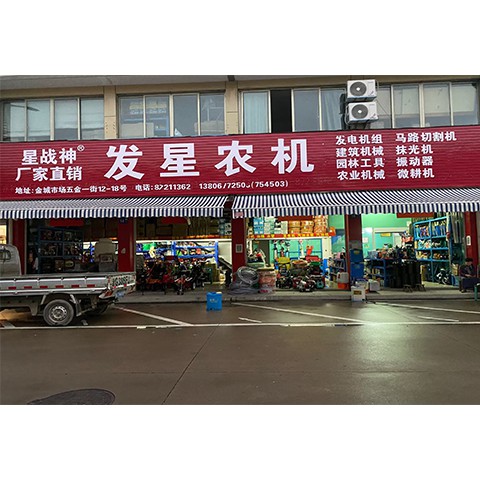 星战神®
厂家直销
发星农机
发电机组 马路切割机
建筑机械 抹光机
园林工具 振动器
农业机械 微耕机
地址:金城市场五金一街12-18号 电话:87211362 13806/7250₃(754503)